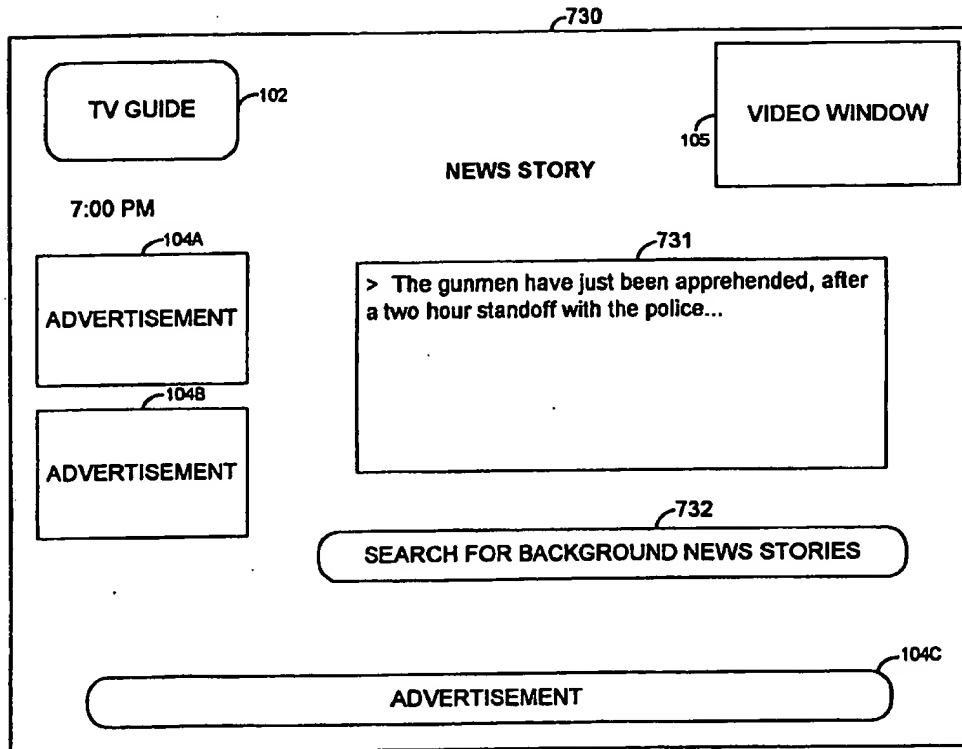 730
TV GUIDE
102
VIDEO WINDOW
105
NEWS STORY
7:00 PM
104A
ADVERTISEMENT
731
> The gunmen have just been apprehended, after
a two hour standoff with the police...
104B
ADVERTISEMENT
732
SEARCH FOR BACKGROUND NEWS STORIES
104C
ADVERTISEMENT